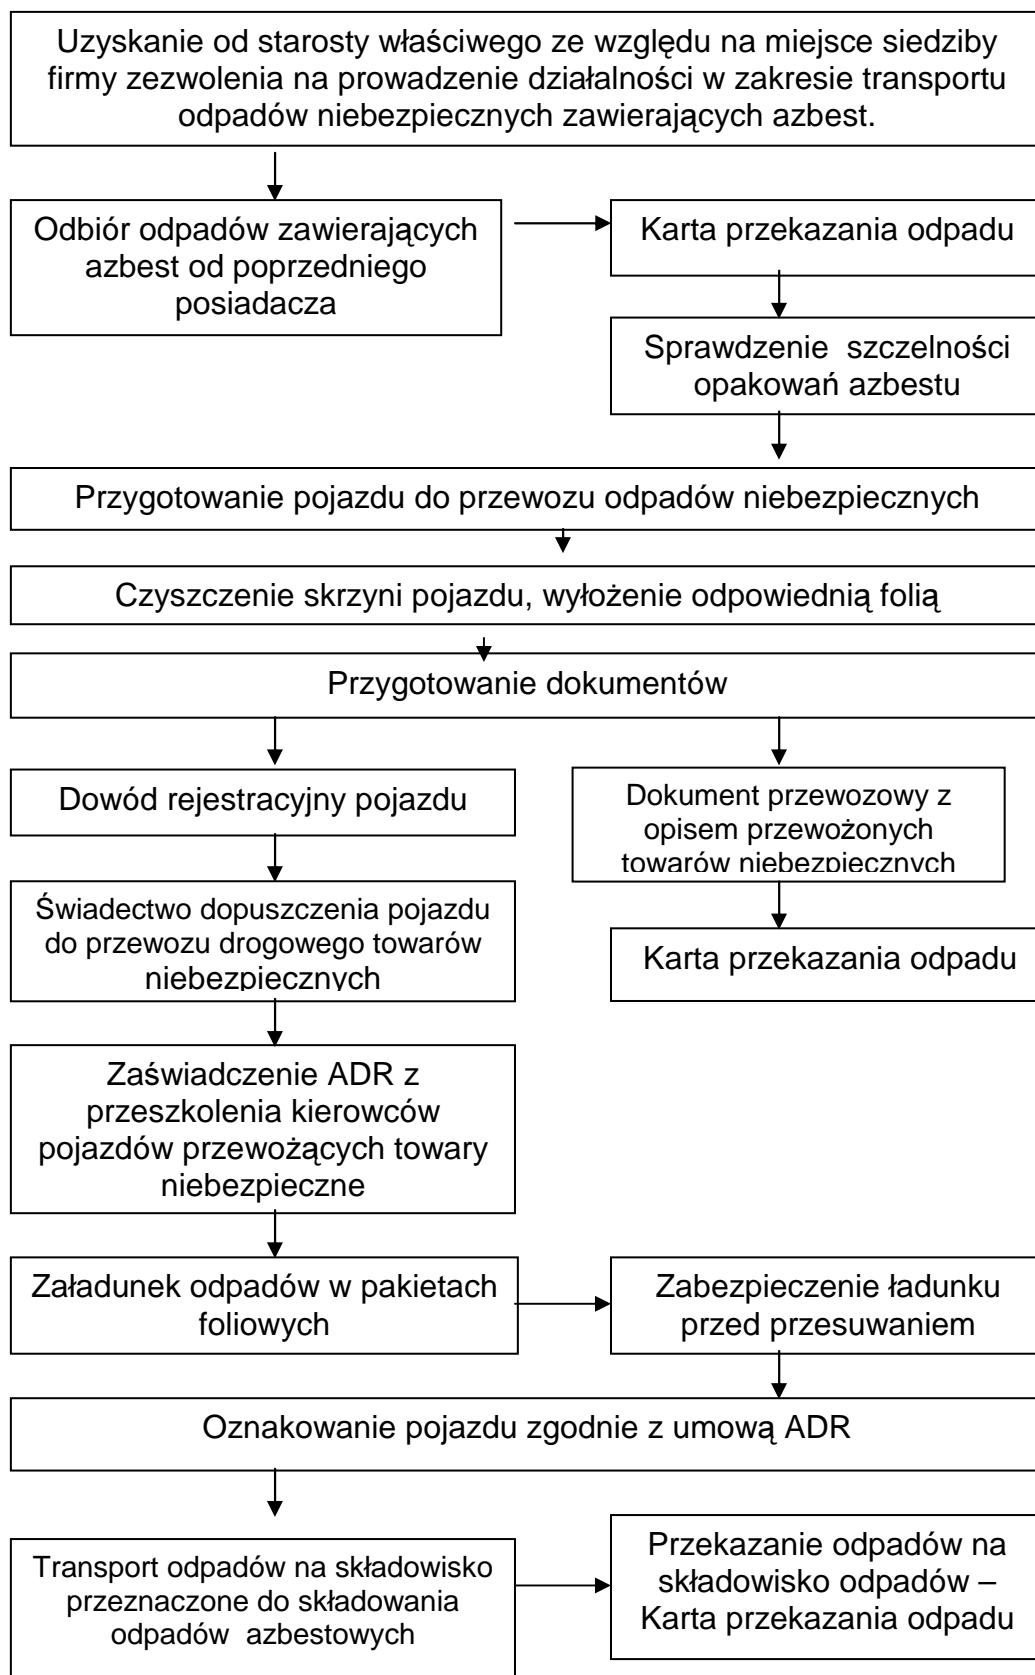 Uzyskanie od starosty właściwego ze względu na miejsce siedziby
firmy zezwolenia na prowadzenie działalności w zakresie transportu
odpadów niebezpiecznych zawierających azbest.
Odbiór odpadów zawierających
azbest od poprzedniego
posiadacza
Karta przekazania odpadu
Sprawdzenie szczelności
opakowań azbestu
Przygotowanie pojazdu do przewozu odpadów niebezpiecznych
Czyszczenie skrzyni pojazdu, wyłożenie odpowiednią folią
Przygotowanie dokumentów
Dowód rejestracyjny pojazdu
Dokument przewozowy z
opisem przewożonych
towarów niebezpiecznych
Świadectwo dopuszczenia pojazdu
do przewozu drogowego towarów
niebezpiecznych
Karta przekazania odpadu
Zaświadczenie ADR z
przeszkolenia kierowców
pojazdów przewożących towary
niebezpieczne
Załadunek odpadów w pakietach
foliowych
Zabezpieczenie ładunku
przed przesuwaniem
Oznakowanie pojazdu zgodnie z umową ADR
Transport odpadów na składowisko
przeznaczone do składowania
odpadów azbestowych
Przekazanie odpadów na
składowisko odpadów –
Karta przekazania odpadu